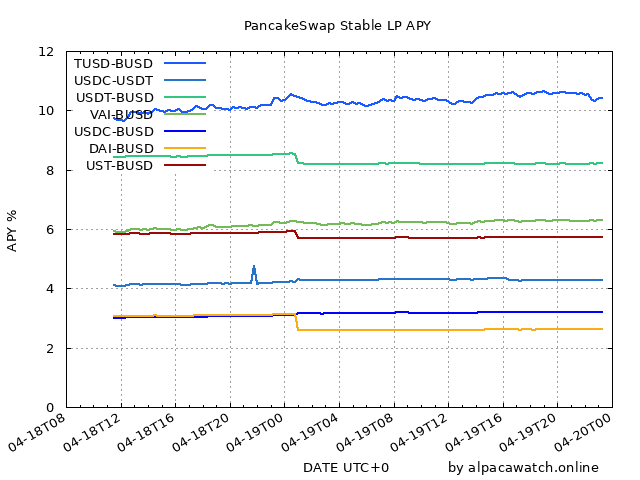 PancakeSwap Stable LP APY
APY %
12
10
8
6
4
2
0
TUSD-BUSD
USDC-USDT
USDT-BUSD
VAI-BUSD
USDC-BUSD
DAI-BUSD
UST-BUSD
04-18T08
04-18T12
04-18T16
04-18T20
04-19T00
04-19T04
04-19T08
04-19T12
04-19T16
04-19T20
04-20T00
DATE UTC+0
by alpacawatch.online